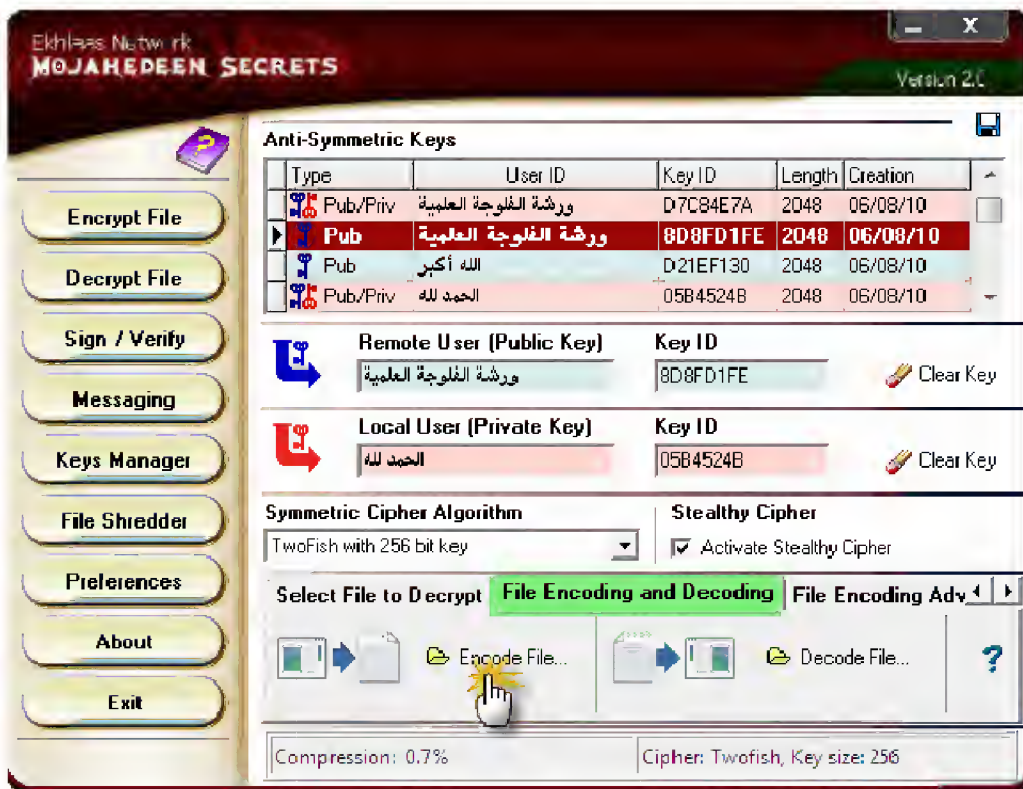 Ekhlaas Network
MOJAHEDEEN SECRETS
Version 2.0
Anti-Symmetric Keys
Type User ID Key ID Length Creation
Pub/Priv ورشة الفلوجة العلمية D7C84E7A 2048 06/08/10
Pub ورشة الفلوجة العلمية 8D8FD1FE 2048 06/08/10
Pub الله أكبر D21EF130 2048 06/08/10
Pub/Priv الحمد لله 05B4524B 2048 06/08/10
Encrypt File
Decrypt File
Sign / Verify
Messaging
Keys Manager
File Shredder
Preferences
About
Exit
Remote User (Public Key) Key ID
ورشة الفلوجة العلمية 8D8FD1FE Clear Key
Local User (Private Key) Key ID
الحمد لله 05B4524B Clear Key
Symmetric Cipher Algorithm Stealthy Cipher
TwoFish with 256 bit key Activate Stealthy Cipher
Select File to Decrypt File Encoding and Decoding File Encoding Adv
Encode File... Decode File...
Compression: 0.7% Cipher: Twofish, Key size: 256